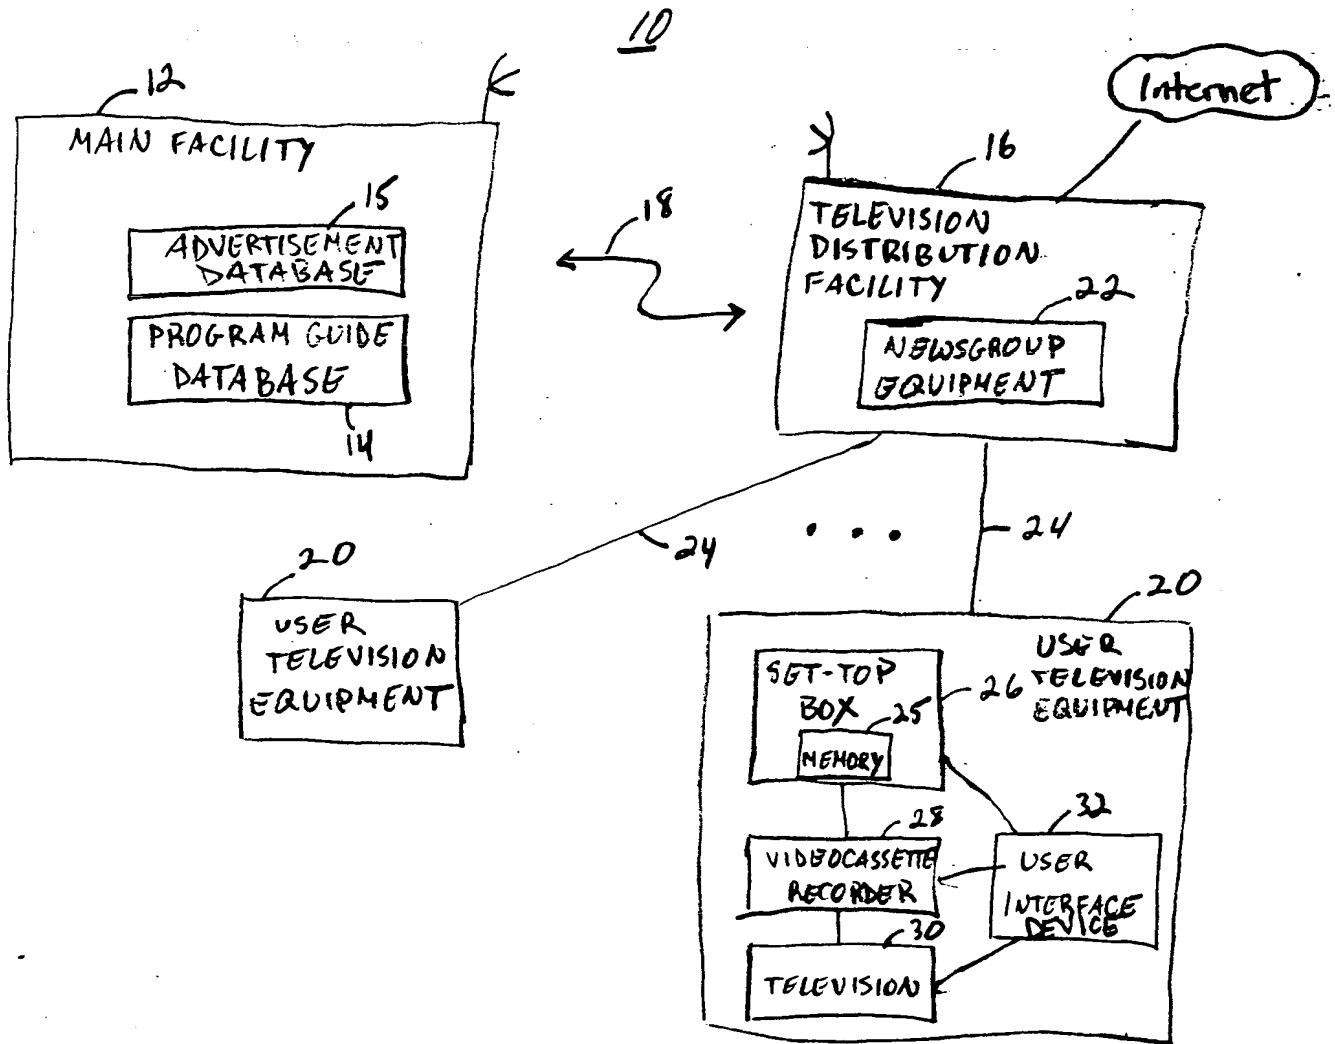 10
12
MAIN FACILITY
15
ADVERTISEMENT
DATABASE
PROGRAM GUIDE
DATABASE
14
18
Internet
16
TELEVISION
DISTRIBUTION
FACILITY
22
NEWSGROUP
EQUIPMENT
24
24
20
USER
TELEVISION
EQUIPMENT
20
USER
TELEVISION
EQUIPMENT
SET-TOP
BOX
26
25
MEMORY
28
VIDEOCASSETTE
RECORDER
32
USER
INTERFACE
DEVICE
30
TELEVISION